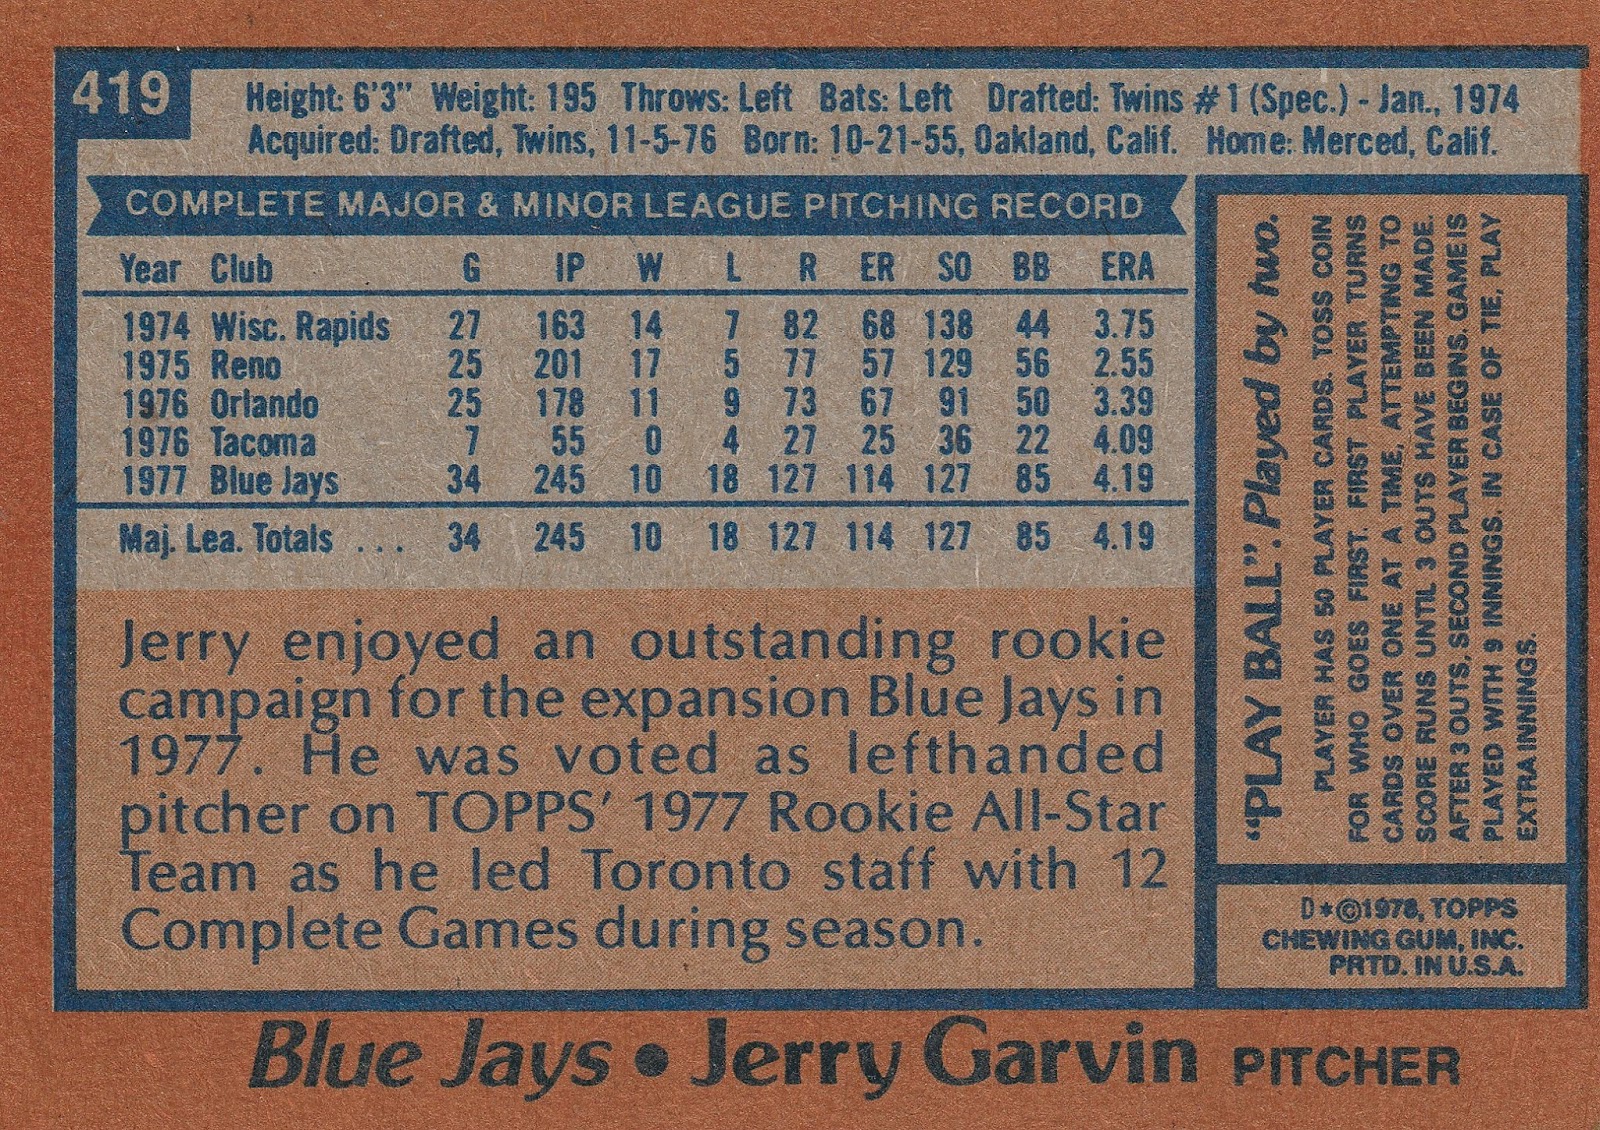 419
Height: 6'3" Weight: 195 Throws: Left Bats: Left Drafted: Twins #1 (Spec.) - Jan., 1974
Acquired: Drafted, Twins, 11-5-76 Born: 10-21-55, Oakland, Calif. Home: Merced, Calif.
COMPLETE MAJOR & MINOR LEAGUE PITCHING RECORD
Year Club G IP W L R ER SO BB ERA
1974 Wisc. Rapids 27 163 14 7 82 68 138 44 3.75
1975 Reno 25 201 17 5 77 57 129 56 2.55
1976 Orlando 25 178 11 9 73 67 91 50 3.39
1976 Tacoma 7 55 0 4 27 25 36 22 4.09
1977 Blue Jays 34 245 10 18 127 114 127 85 4.19
Maj. Lea. Totals ... 34 245 10 18 127 114 127 85 4.19
Jerry enjoyed an outstanding rookie
campaign for the expansion Blue Jays in
1977. He was voted as lefthanded
pitcher on TOPPS' 1977 Rookie All-Star
Team as he led Toronto staff with 12
Complete Games during season.
"PLAY BALL". Played by two.
PLAYER HAS 50 PLAYER CARDS. TOSS COIN
FOR WHO GOES FIRST. FIRST PLAYER TURNS
CARDS OVER ONE AT A TIME, ATTEMPTING TO
SCORE RUNS UNTIL 3 OUTS HAVE BEEN MADE.
AFTER 3 OUTS, SECOND PLAYER BEGINS. GAME IS
PLAYED WITH 9 INNINGS. IN CASE OF TIE, PLAY
EXTRA INNINGS.
D*©1978, TOPPS
CHEWING GUM, INC.
PRTD. IN U.S.A.
Blue Jays • Jerry Garvin PITCHER